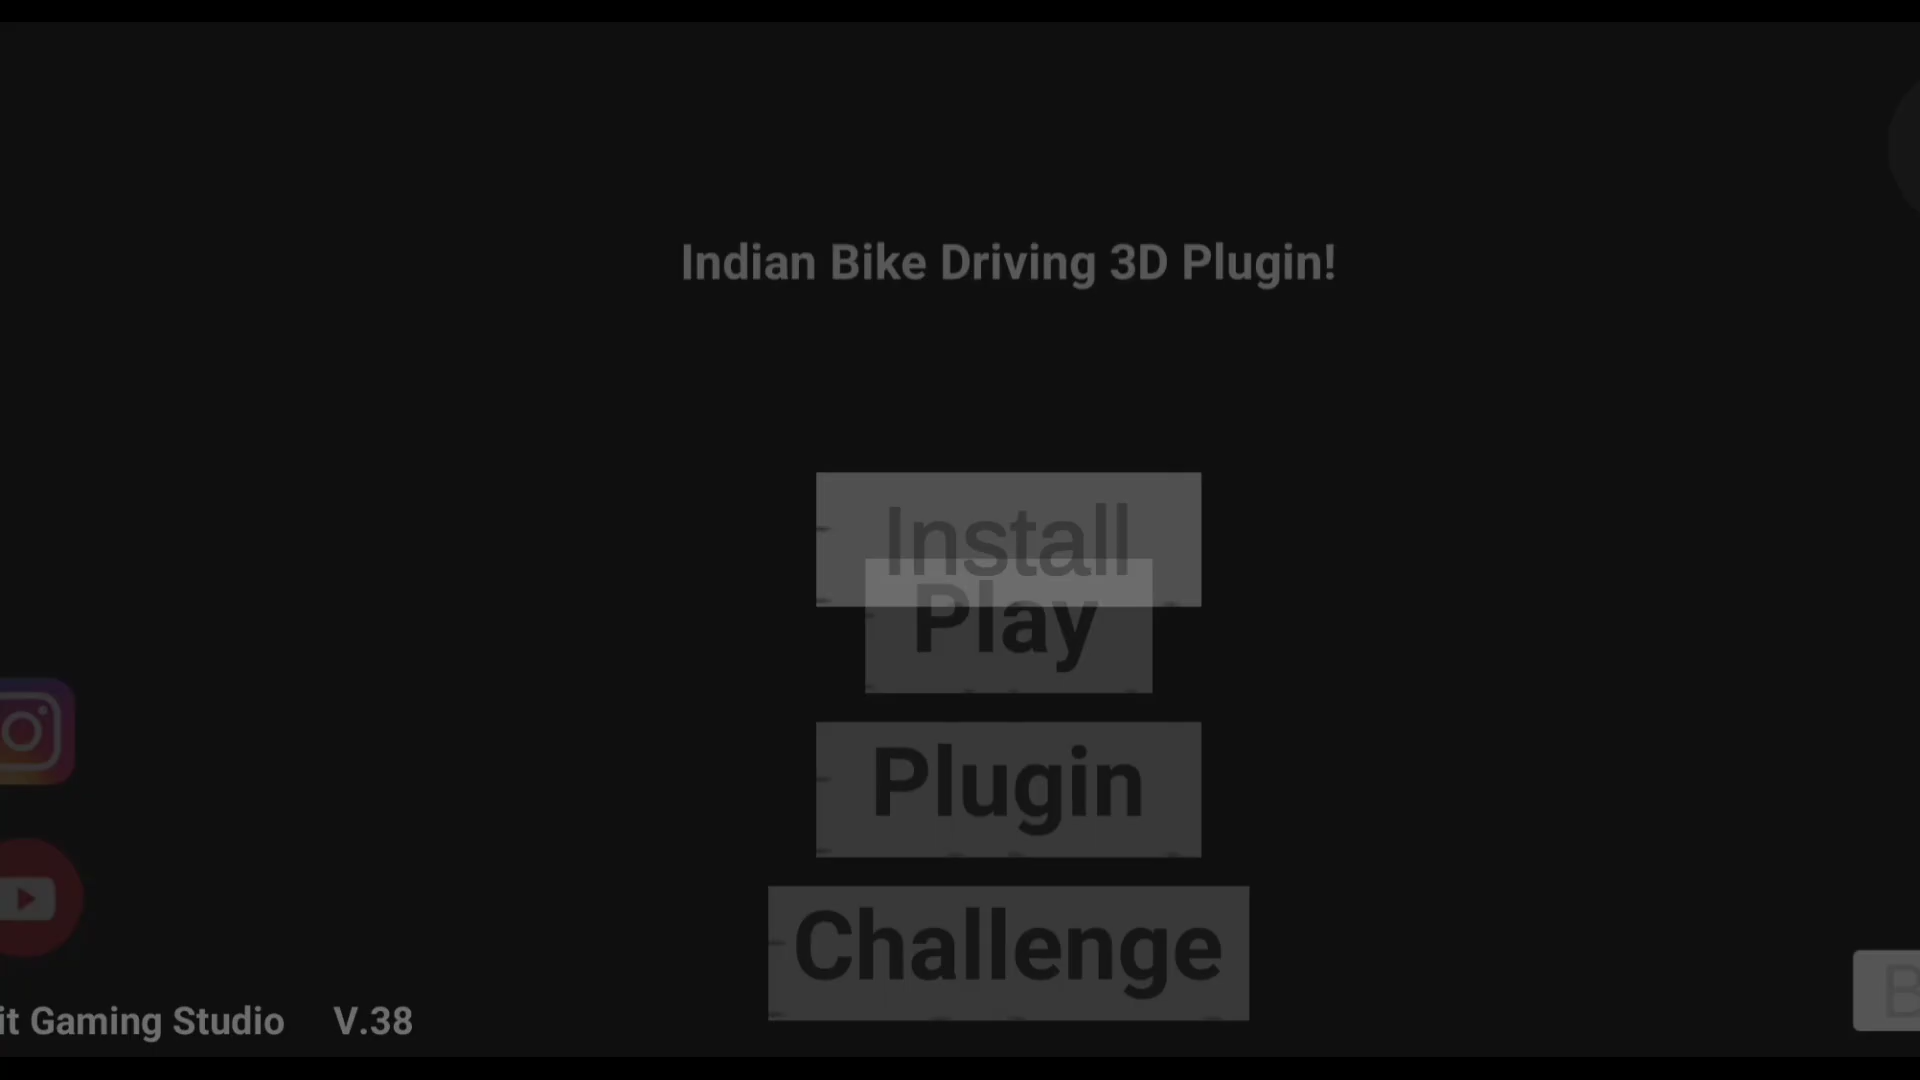 Indian Bike Driving 3D Plugin!
Install
Play
Plugin
Challenge
it Gaming Studio V.38
B